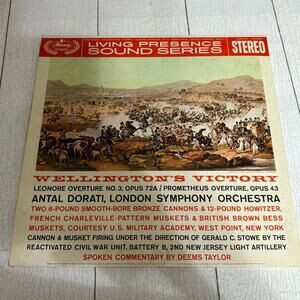 LIVING PRESENCE
SOUND SERIES
STEREO
WELLINGTON'S VICTORY
LEONORE OVERTURE NO. 3, OPUS 72A / PROMETHEUS OVERTURE, OPUS 43
ANTAL DORATI, LONDON SYMPHONY ORCHESTRA
TWO 6-POUND SMOOTH-BORE BRONZE CANNONS & 12-POUND HOWITZER,
FRENCH CHARLEVILLE-PATTERN MUSKETS & BRITISH BROWN BESS
MUSKETS, COURTESY U.S. MILITARY ACADEMY, WEST POINT, NEW YORK
CANNON & MUSKET FIRING UNDER THE DIRECTION OF GERALD C. STOWE BY THE
REACTIVATED CIVIL WAR UNIT, BATTERY B, 2ND NEW JERSEY LIGHT ARTILLERY
SPOKEN COMMENTARY BY DEEMS TAYLOR